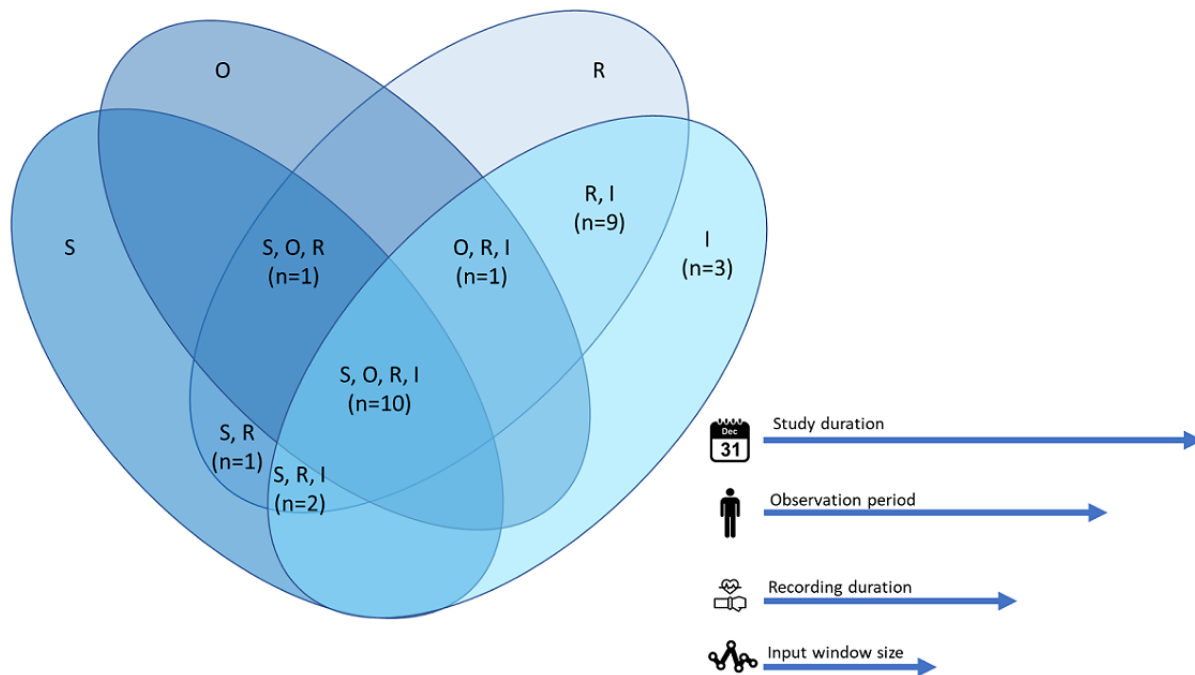 O
R
S
R, I
(n=9)
S, O, R
(n=1)
O, R, I
(n=1)
I
(n=3)
S, O, R, I
(n=10)
S, R
(n=1)
S, R, I
(n=2)
Dec
31
Study duration
Observation period
Recording duration
Input window size